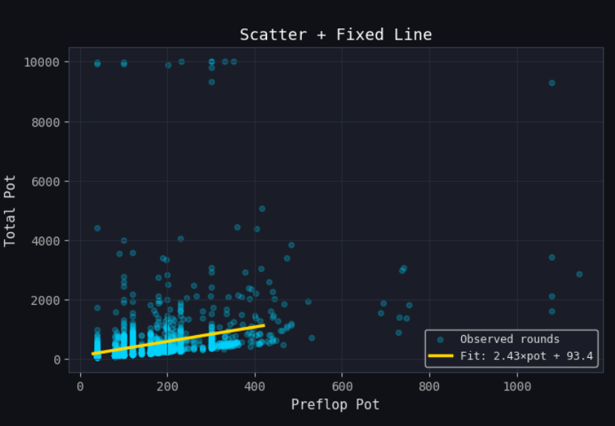 Scatter + Fixed Line
Total Pot
10000
8000
6000
4000
2000
0
0 200 400 600 800 1000
Preflop Pot
Observed rounds
Fit: 2.43×pot + 93.4